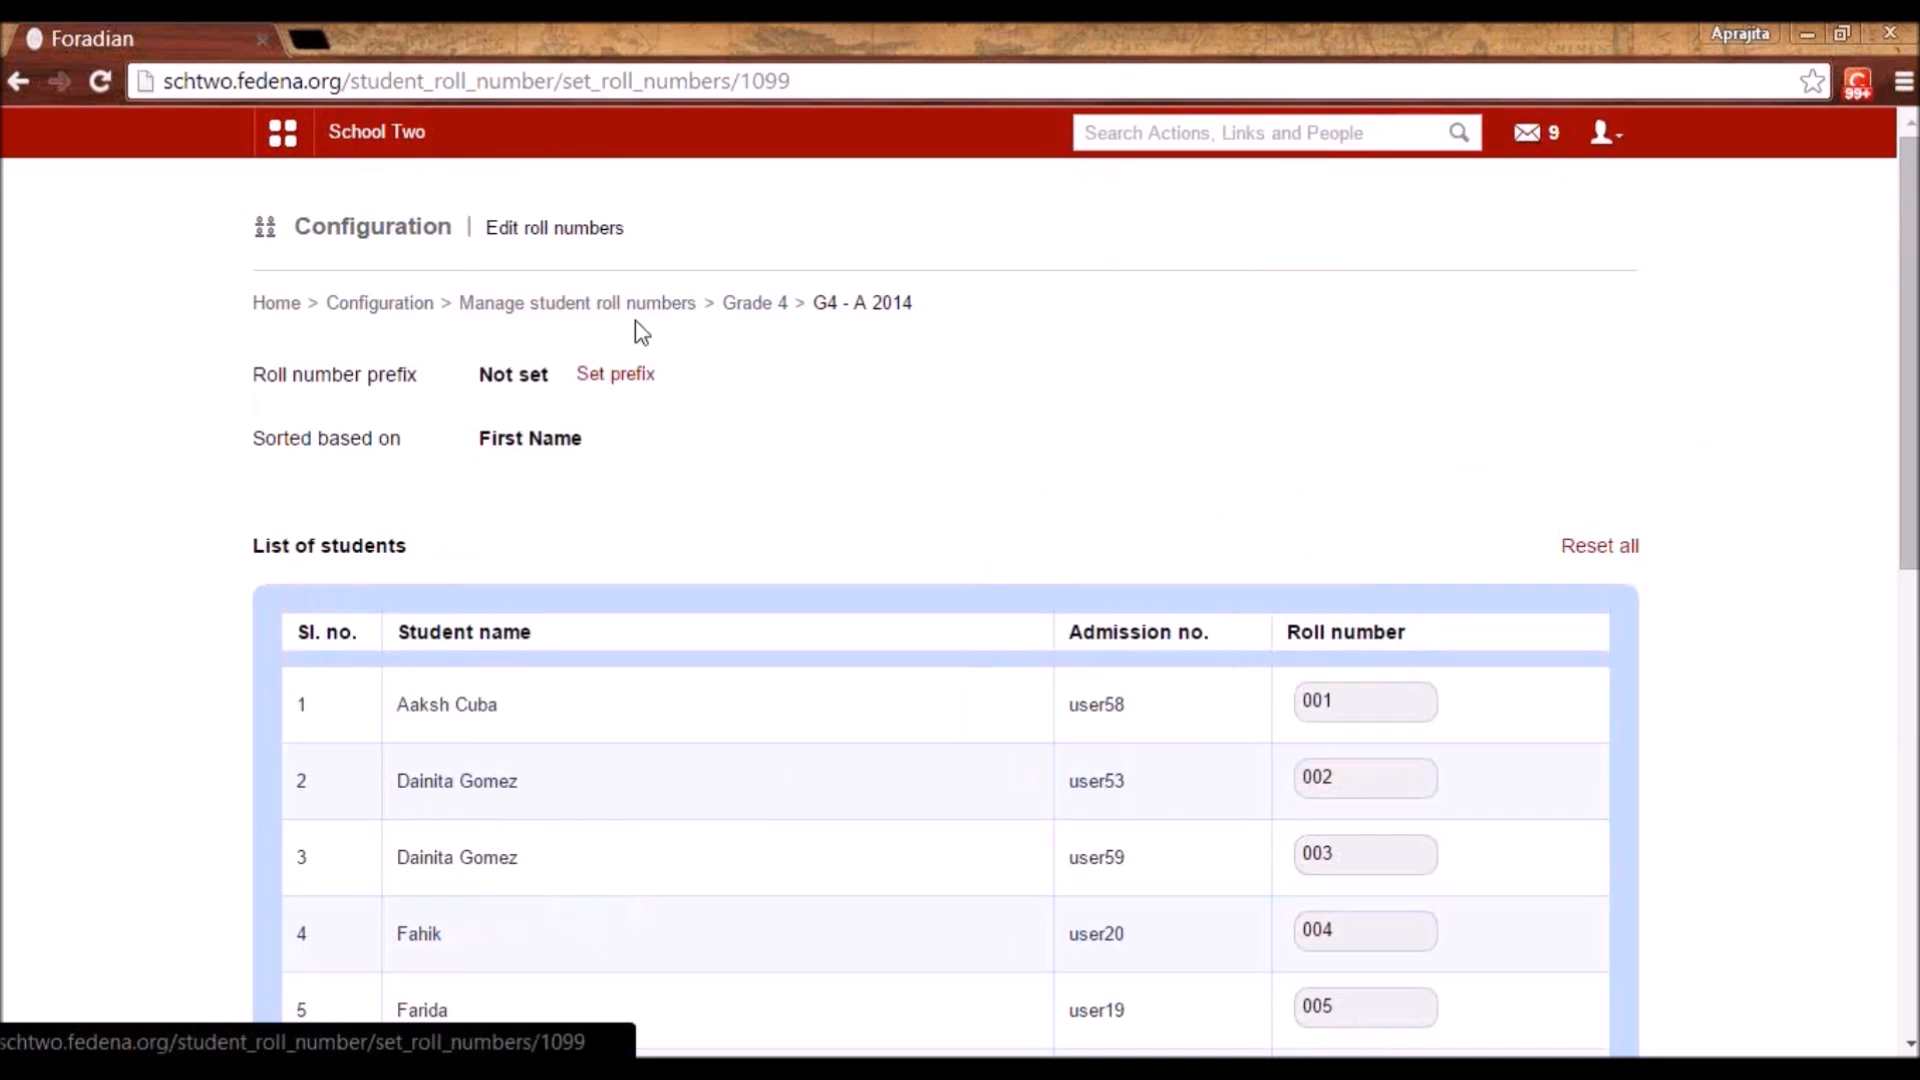 Foradian
Aprajita
schtwo.fedena.org/student_roll_number/set_roll_numbers/1099
99+
School Two
Search Actions, Links and People
9
Configuration | Edit roll numbers
Home > Configuration > Manage student roll numbers > Grade 4 > G4 - A 2014
Roll number prefix Not set Set prefix
Sorted based on First Name
List of students Reset all
Sl. no. Student name Admission no. Roll number
1 Aaksh Cuba user58 001
2 Dainita Gomez user53 002
3 Dainita Gomez user59 003
4 Fahik user20 004
5 Farida user19 005
schtwo.fedena.org/student_roll_number/set_roll_numbers/1099